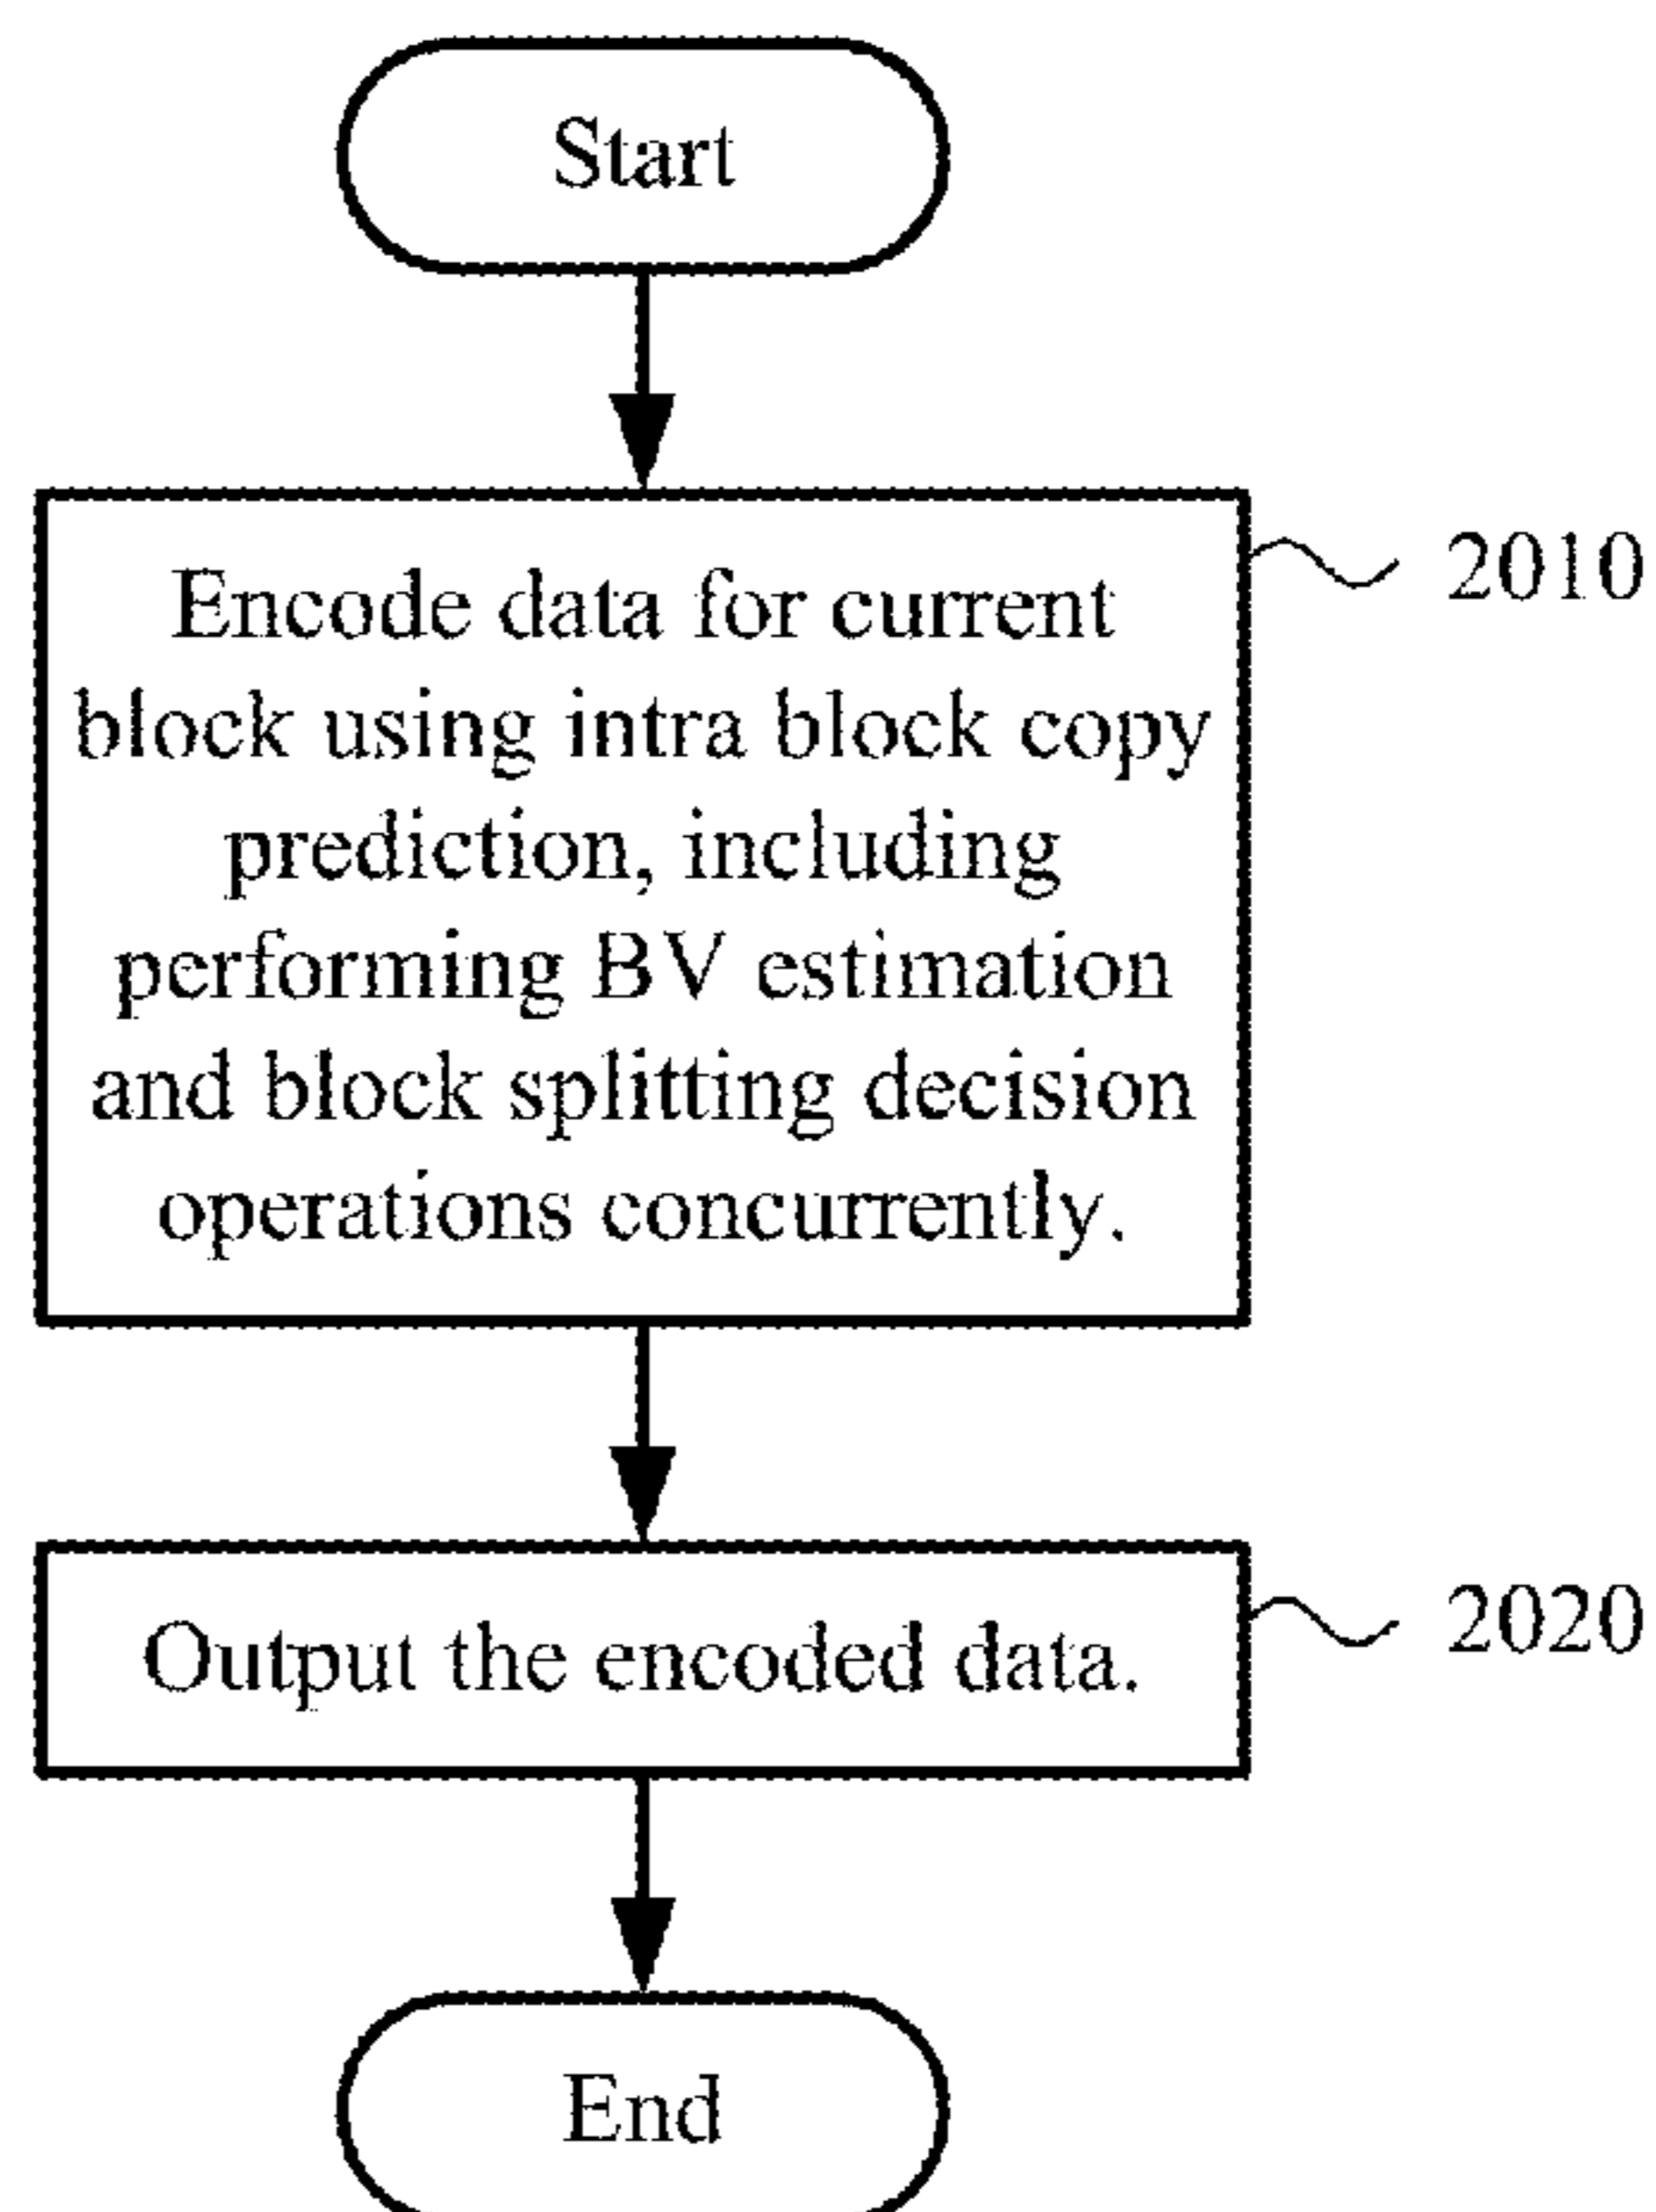 Start
Encode data for current
2010
block using intra block copy
prediction, including
performing BV estimation
and block splitting decision
operations concurrently.
Output the encoded data.
2020
End